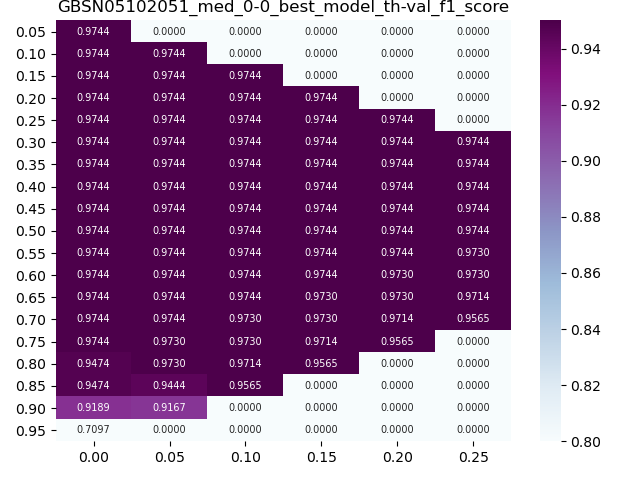 GBSN05102051_med_0-0_best_model_th-val_f1_score
0.05 0.9744 0.0000 0.0000 0.0000 0.0000 0.0000
0.10 0.9744 0.9744 0.0000 0.0000 0.0000 0.0000
0.15 0.9744 0.9744 0.9744 0.0000 0.0000 0.0000
0.20 0.9744 0.9744 0.9744 0.9744 0.0000 0.0000
0.25 0.9744 0.9744 0.9744 0.9744 0.9744 0.0000
0.30 0.9744 0.9744 0.9744 0.9744 0.9744 0.9744
0.35 0.9744 0.9744 0.9744 0.9744 0.9744 0.9744
0.40 0.9744 0.9744 0.9744 0.9744 0.9744 0.9744
0.45 0.9744 0.9744 0.9744 0.9744 0.9744 0.9744
0.50 0.9744 0.9744 0.9744 0.9744 0.9744 0.9744
0.55 0.9744 0.9744 0.9744 0.9744 0.9744 0.9730
0.60 0.9744 0.9744 0.9744 0.9744 0.9730 0.9730
0.65 0.9744 0.9744 0.9744 0.9730 0.9730 0.9714
0.70 0.9744 0.9744 0.9730 0.9730 0.9714 0.9565
0.75 0.9744 0.9730 0.9730 0.9714 0.9565 0.0000
0.80 0.9474 0.9730 0.9714 0.9565 0.0000 0.0000
0.85 0.9474 0.9444 0.9565 0.0000 0.0000 0.0000
0.90 0.9189 0.9167 0.0000 0.0000 0.0000 0.0000
0.95 0.7097 0.0000 0.0000 0.0000 0.0000 0.0000
0.00 0.05 0.10 0.15 0.20 0.25
0.94
0.92
0.90
0.88
0.86
0.84
0.82
0.80